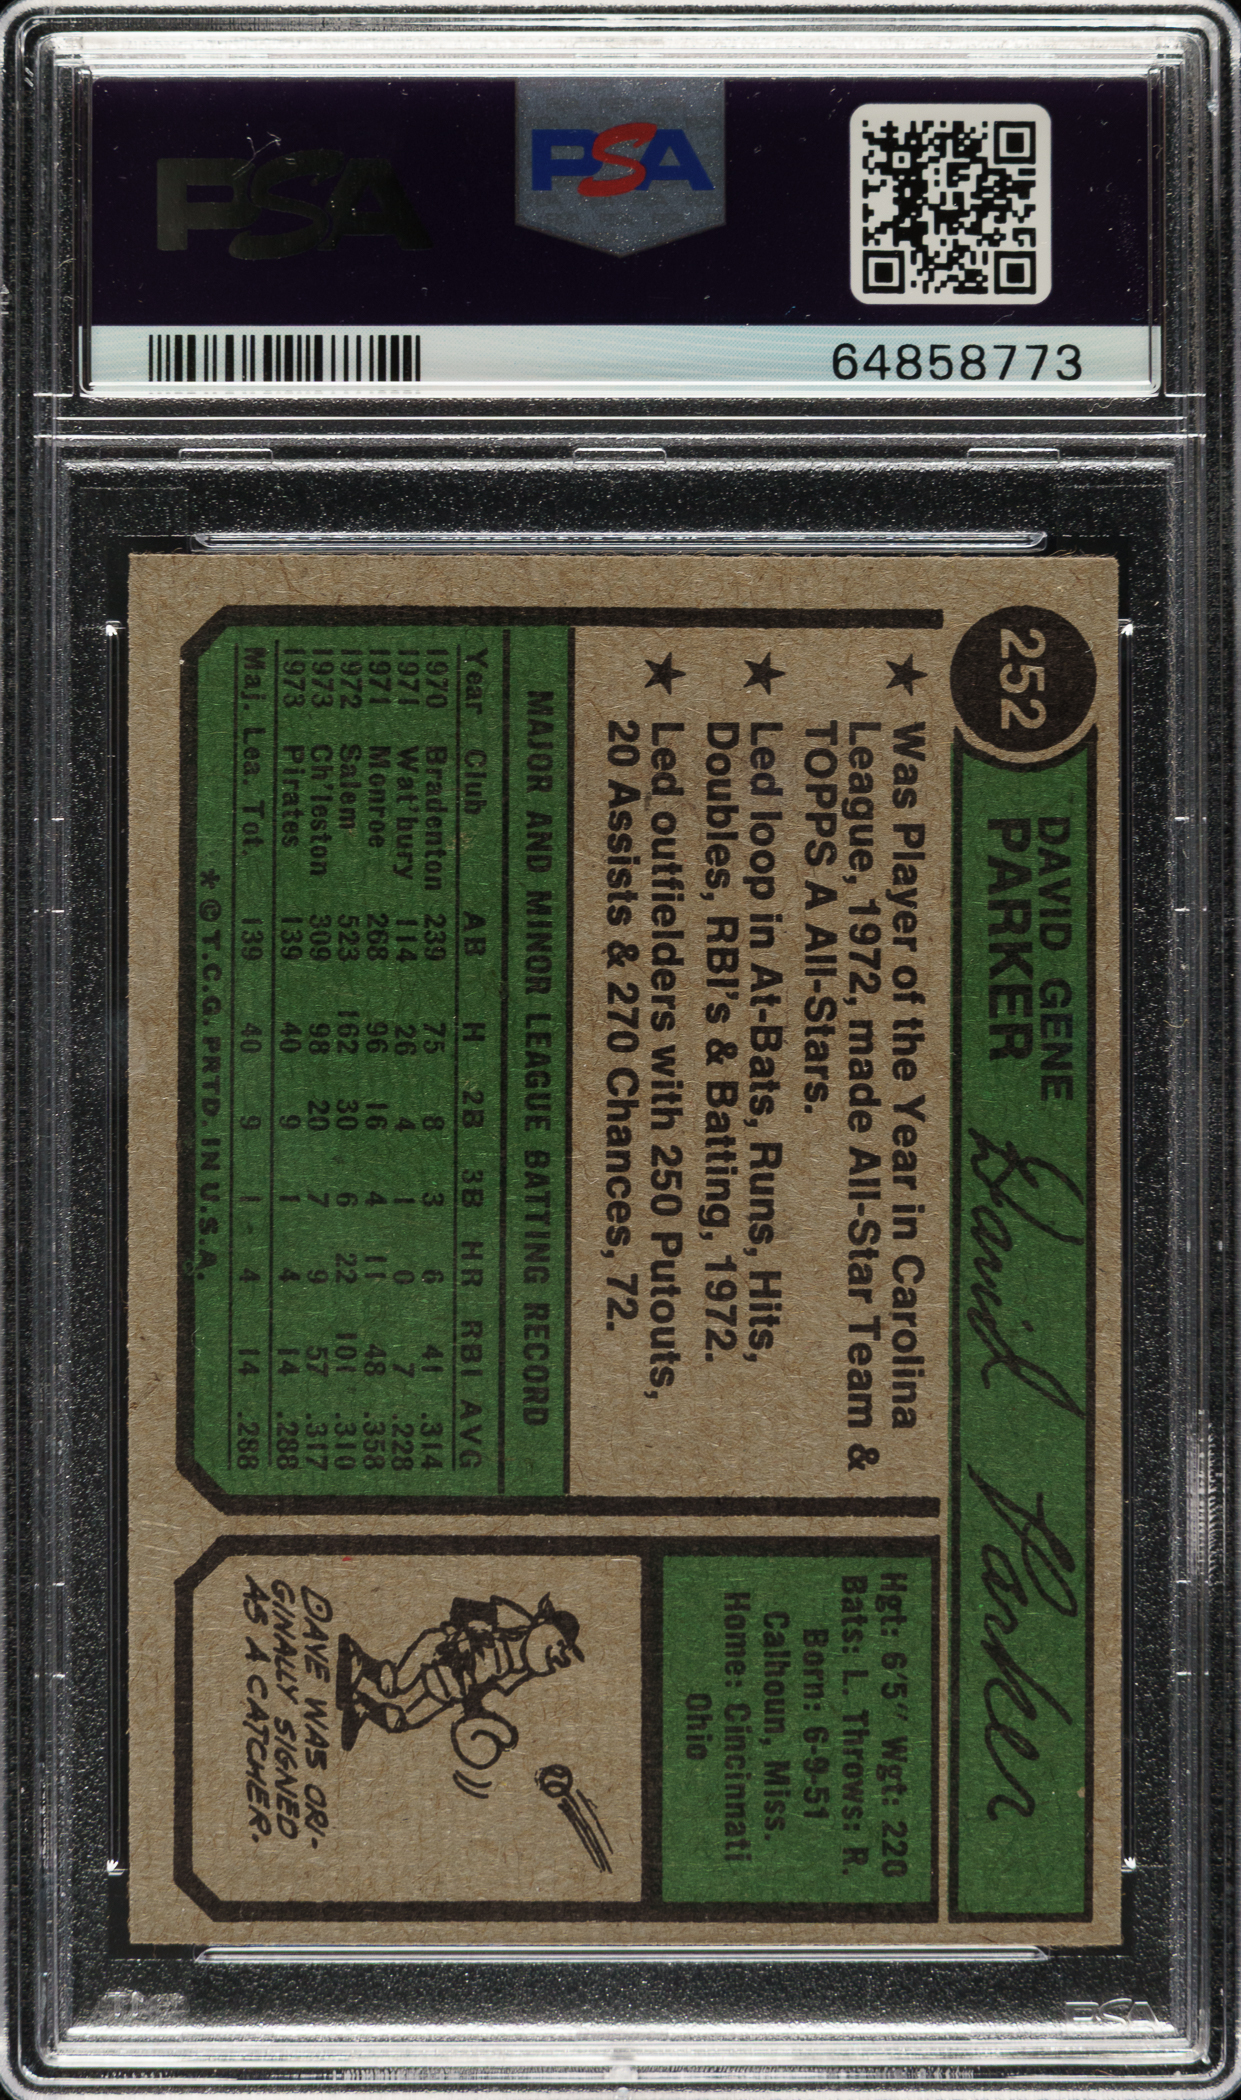 PSA
PSA
64858773
252
DAVID GENE
PARKER
David Parker
★ Was Player of the Year in Carolina
League, 1972, made All-Star Team &
TOPPS A All-Stars.
★ Led loop in At-Bats, Runs, Hits,
Doubles, RBI's & Batting, 1972.
★ Led outfielders with 250 Putouts,
20 Assists & 270 Chances, 72.
MAJOR AND MINOR LEAGUE BATTING RECORD
Year Club AB H 2B 3B HR RBI AVG
1970 Bradenton 239 75 8 3 6 41 .314
1971 Wat'bury 114 26 4 1 0 7 .228
1971 Monroe 268 96 16 4 11 48 .358
1972 Salem 523 162 30 6 22 101 .310
1973 Ch'leston 309 98 20 7 9 57 .317
1973 Pirates 139 40 9 1 4 14 .288
Maj. Lea. Tot. 139 40 9 1 4 14 .288
* © T.C.G. PRTD. IN U.S.A.
Hgt: 6'5" Wgt: 220
Bats: L. Throws: R.
Born: 6-9-51
Calhoun, Miss.
Home: Cincinnati
Ohio
DAVE WAS ORI-
GINALLY SIGNED
AS A CATCHER.
PSA